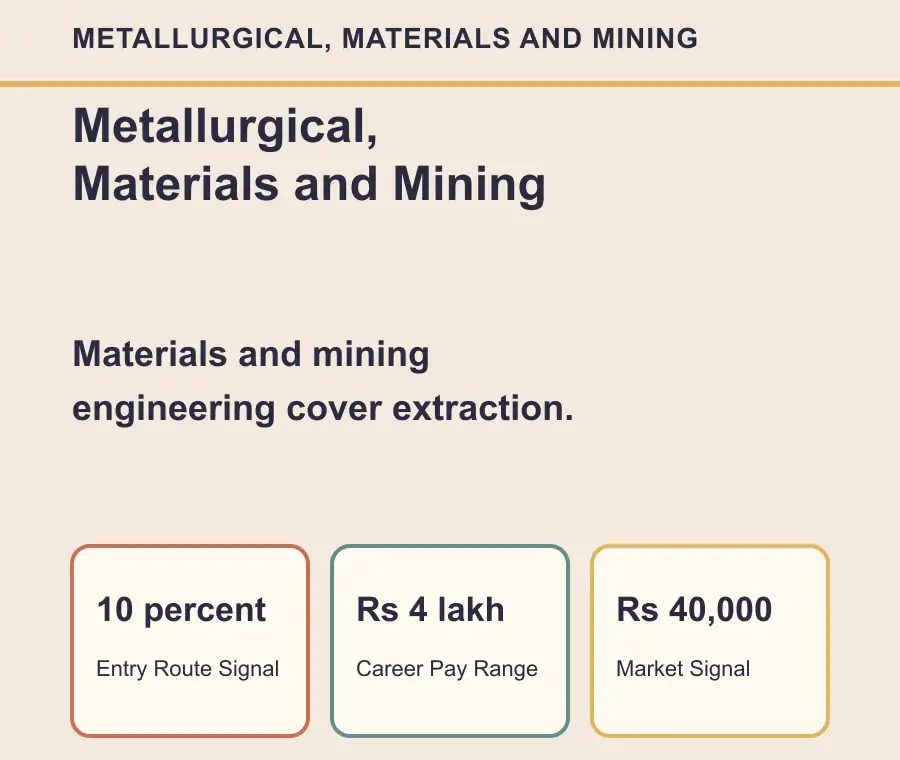 METALLURGICAL, MATERIALS AND MINING
Metallurgical,
Materials and Mining
Materials and mining
engineering cover extraction.
10 percent
Entry Route Signal
Rs 4 lakh
Career Pay Range
Rs 40,000
Market Signal